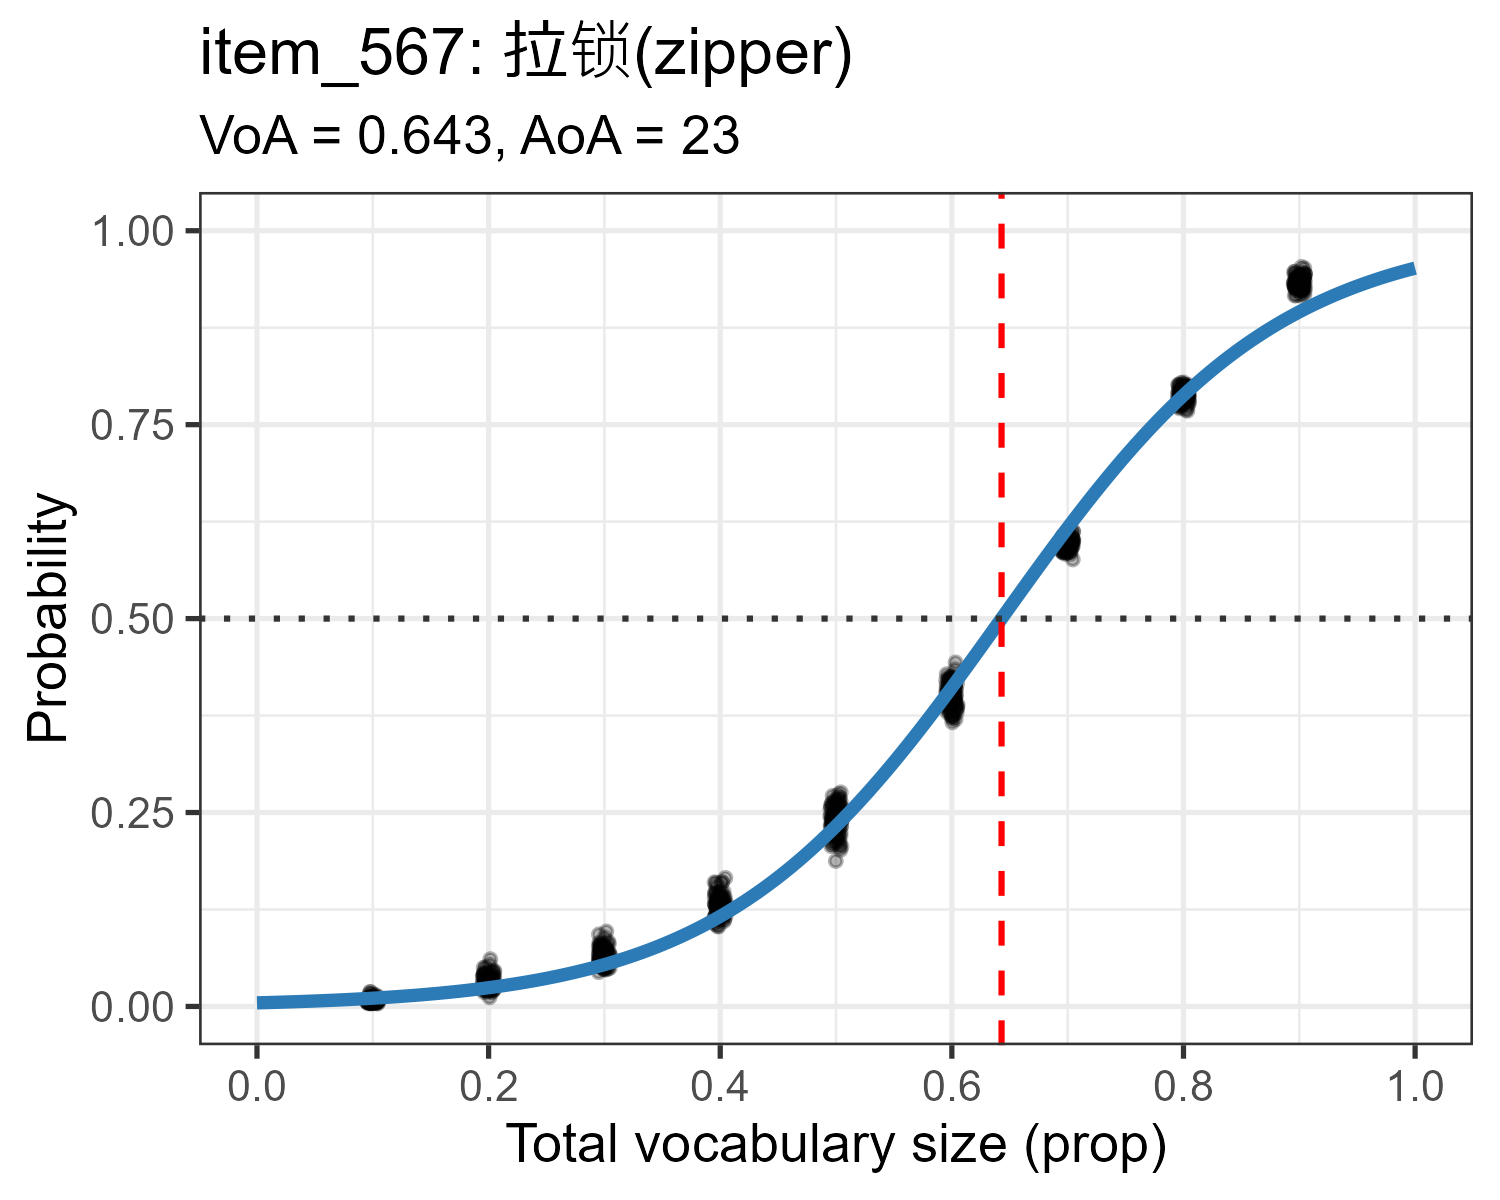 item_567: 拉锁(zipper)
VoA = 0.643, AoA = 23
1.00
0.75
0.50
0.25
0.00
Probability
0.0 0.2 0.4 0.6 0.8 1.0
Total vocabulary size (prop)